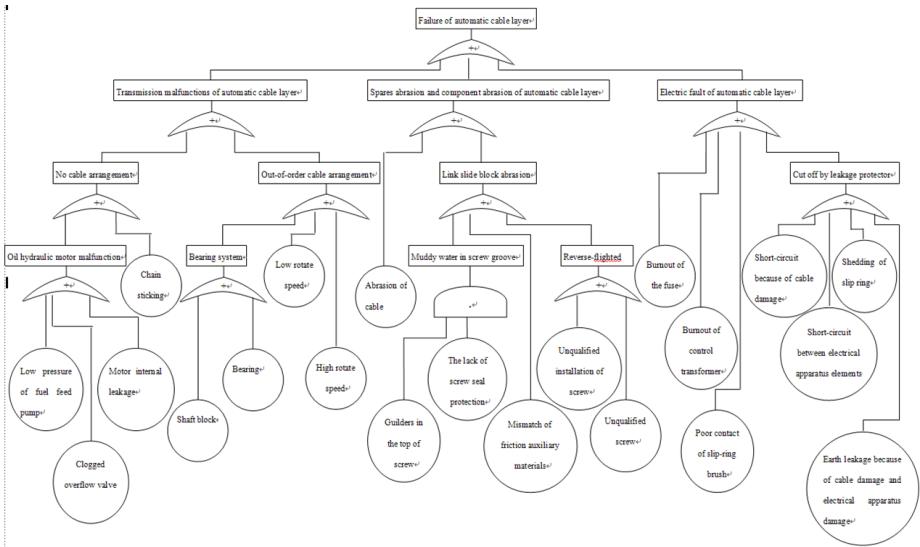 Failure of automatic cable layer
+
Transmission malfunctions of automatic cable layer
Spares abrasion and component abrasion of automatic cable layer
Electric fault of automatic cable layer
+
+
+
No cable arrangement
Out-of-order cable arrangement
Link slide block abrasion
Cut off by leakage protector
+
+
+
+
Oil hydraulic motor malfunction
Bearing system
Muddy water in screw groove
Reverse-flighted
+
+
+
Chain
sticking
Low rotate
speed
Abrasion of
cable
Burnout of
the fuse
Short-circuit
because of cable
damage
Shedding of
slip ring
Low pressure
of fuel feed
pump
Motor internal
leakage
Bearing
High rotate
speed
The lack of
screw seal
protection
Unqualified
installation of
screw
Burnout of
control
transformer
Short-circuit
between electrical
apparatus elements
Shaft block
Guilders in
the top of
screw
Mismatch of
friction auxiliary
materials
Unqualified
screw
Poor contact
of slip-ring
brush
Clogged
overflow valve
Earth leakage because
of cable damage and
electrical apparatus
damage